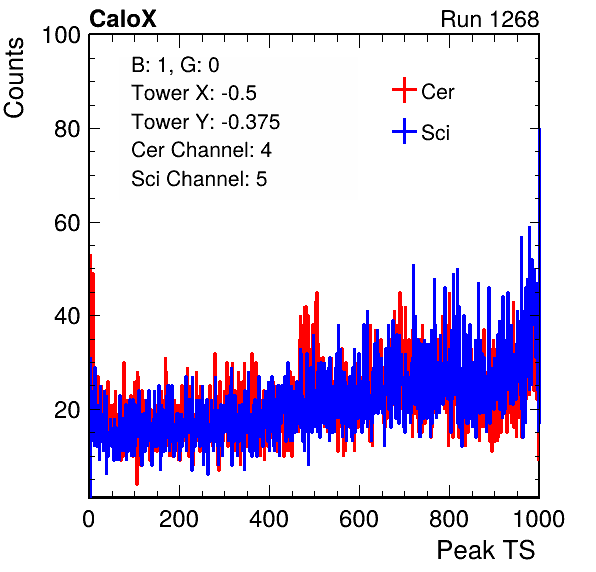 CaloX Run 1268
Counts
100
80
60
40
20
B: 1, G: 0
Tower X: -0.5
Tower Y: -0.375
Cer Channel: 4
Sci Channel: 5
Cer
Sci
0 200 400 600 800 1000
Peak TS